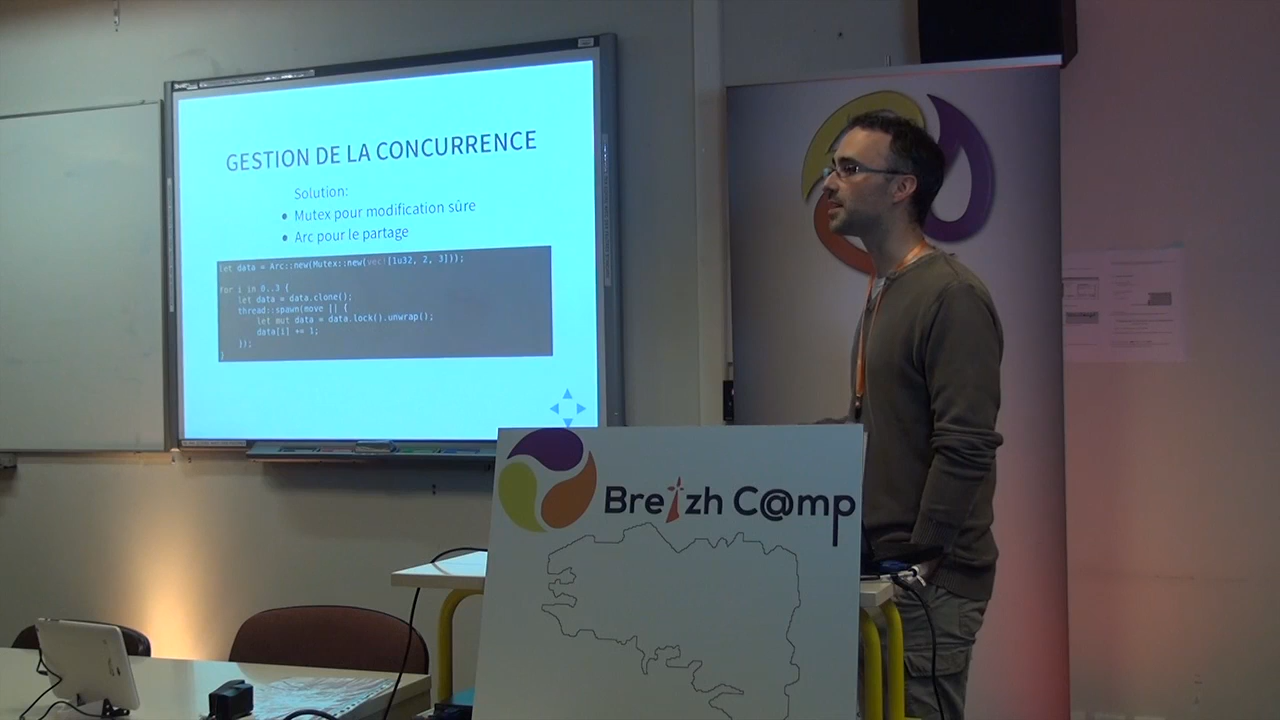 GESTION DE LA CONCURRENCE
Solution:
• Mutex pour modification sûre
• Arc pour le partage
let data = Arc::new(Mutex::new(vec![1u32, 2, 3]));
for i in 0..3 {
let data = data.clone();
thread::spawn(move || {
let mut data = data.lock().unwrap();
data[i] += 1;
});
}
Breizh C@mp